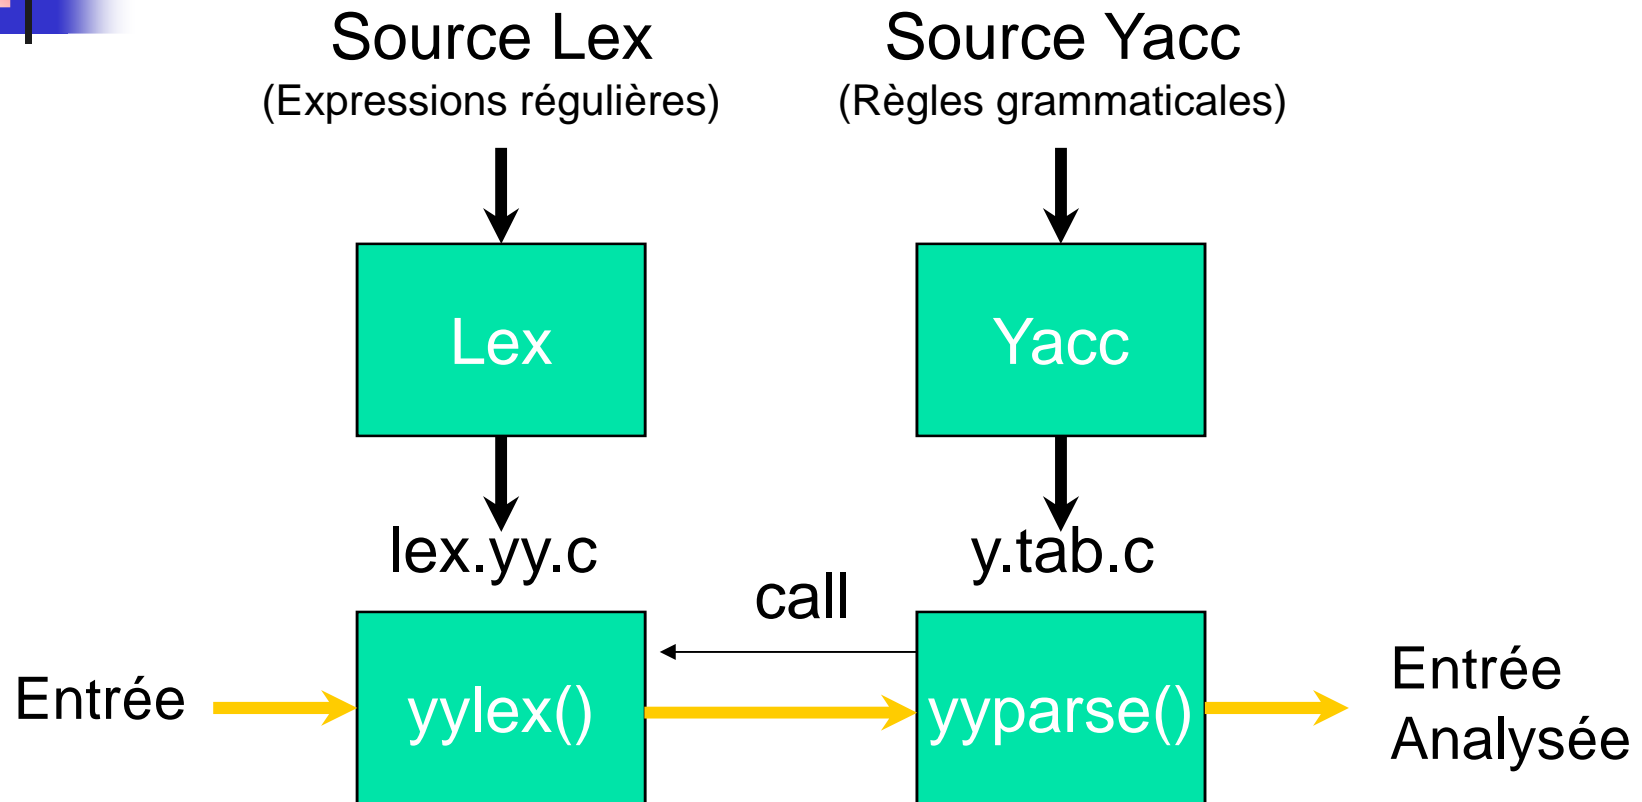 Source Lex
(Expressions régulières)
Source Yacc
(Règles grammaticales)
Lex
Yacc
lex.yy.c
y.tab.c
call
Entrée
yylex()
yyparse()
Entrée
Analysée